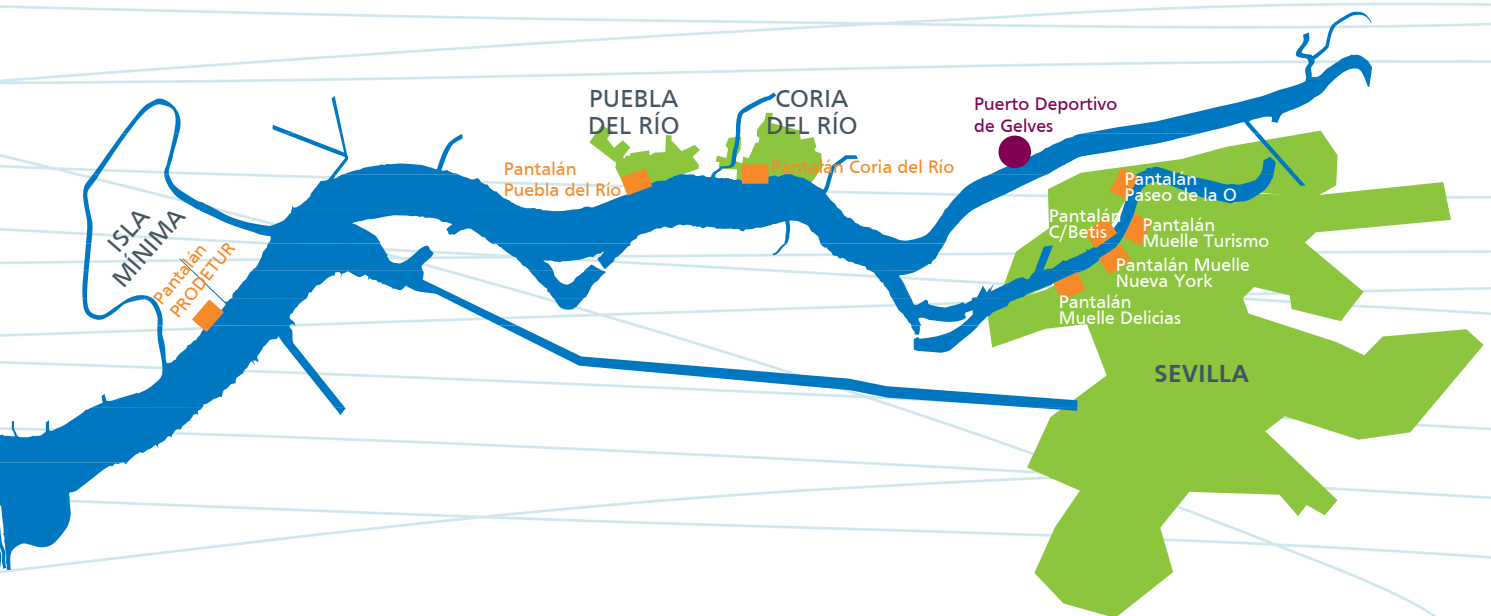 PUEBLA
DEL RÍO
CORIA
DEL RÍO
Puerto Deportivo
de Gelves
Pantalán
Puebla del Río
Pantalán Coria del Río
ISLA
MÍNIMA
Pantalán
PRODETUR
Pantalán
Paseo de la O
Pantalán
C/Betis
Pantalán
Muelle Turismo
Pantalán Muelle
Nueva York
Pantalán
Muelle Delicias
SEVILLA